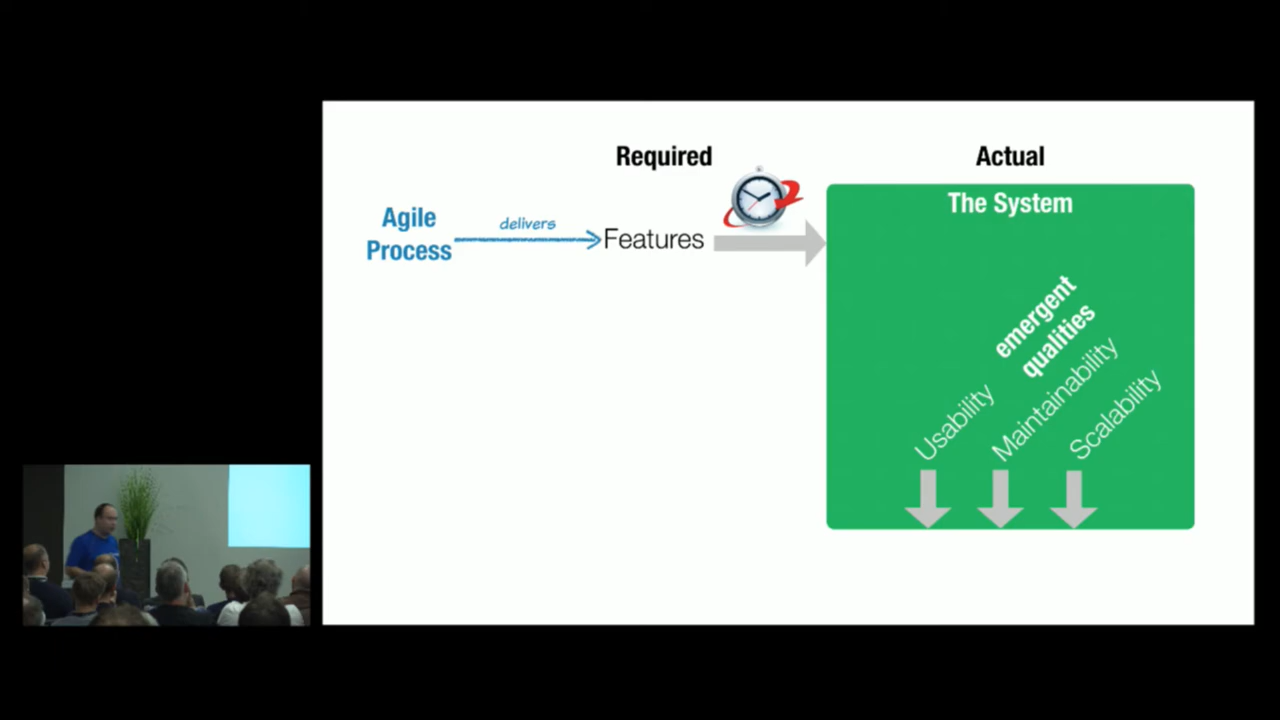 Required
Actual
Agile
Process
delivers
Features
The System
emergent
qualities
Usability
Maintainability
Scalability